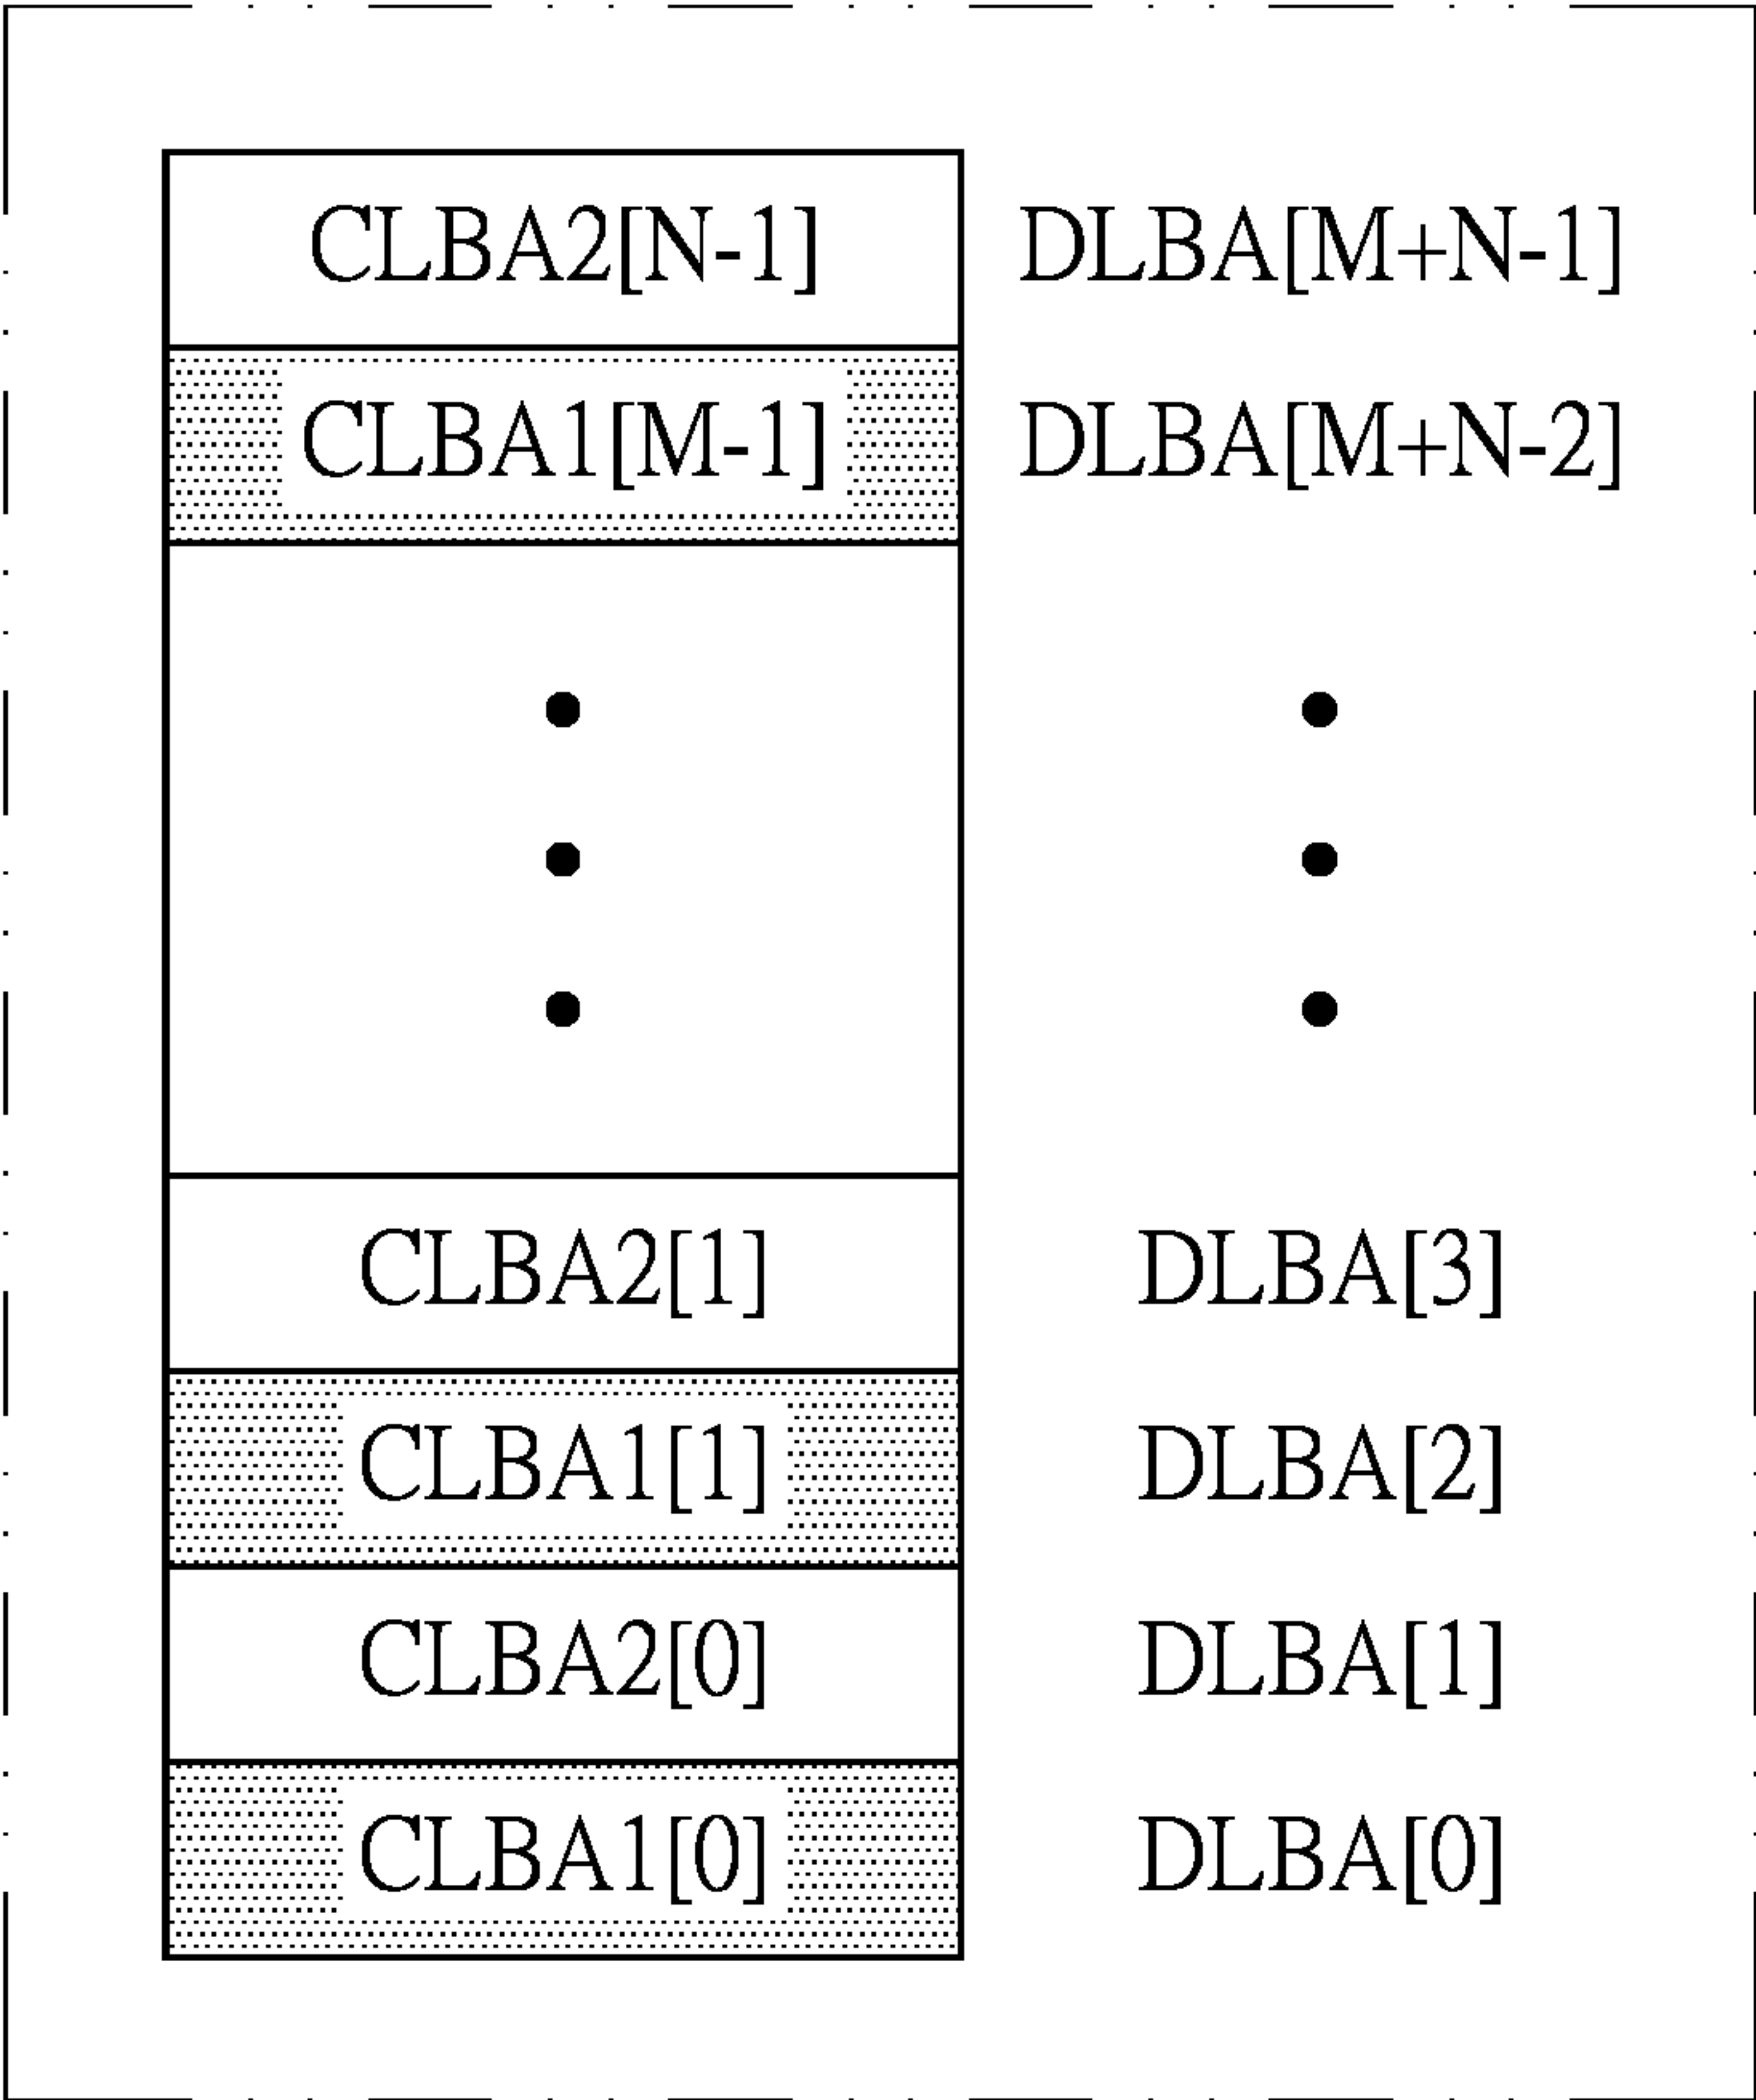 CLBA2[N-1] DLBA[M+N-1]
CLBA1[M-1] DLBA[M+N-2]
CLBA2[1] DLBA[3]
CLBA1[1] DLBA[2]
CLBA2[0] DLBA[1]
CLBA1[0] DLBA[0]